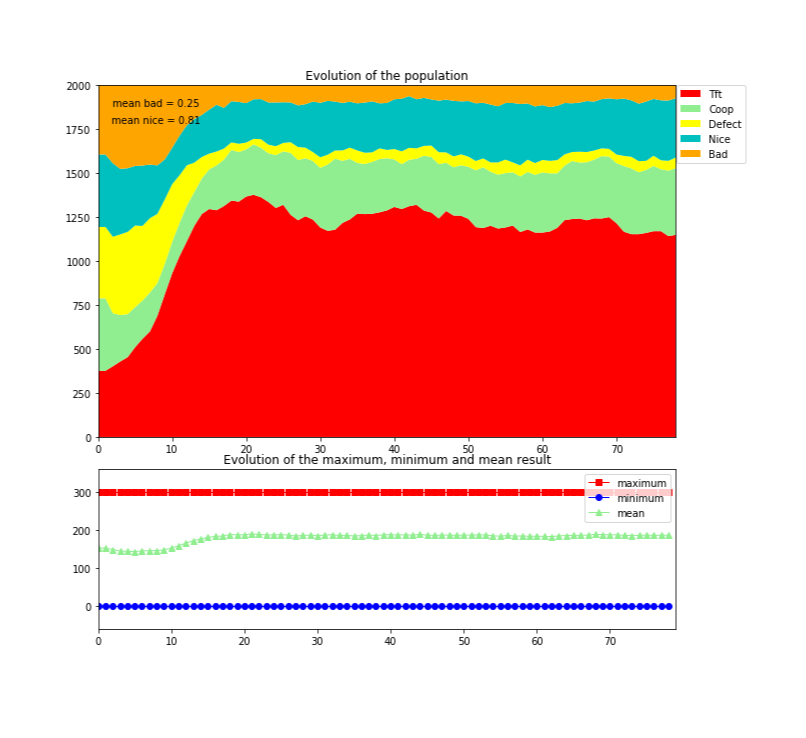 Evolution of the population
2000
1750
1500
1250
1000
750
500
250
0
mean bad = 0.25
mean nice = 0.81
Tft
Coop
Defect
Nice
Bad
0 10 20 30 40 50 60 70
Evolution of the maximum, minimum and mean result
300
200
100
0
maximum
minimum
mean
0 10 20 30 40 50 60 70